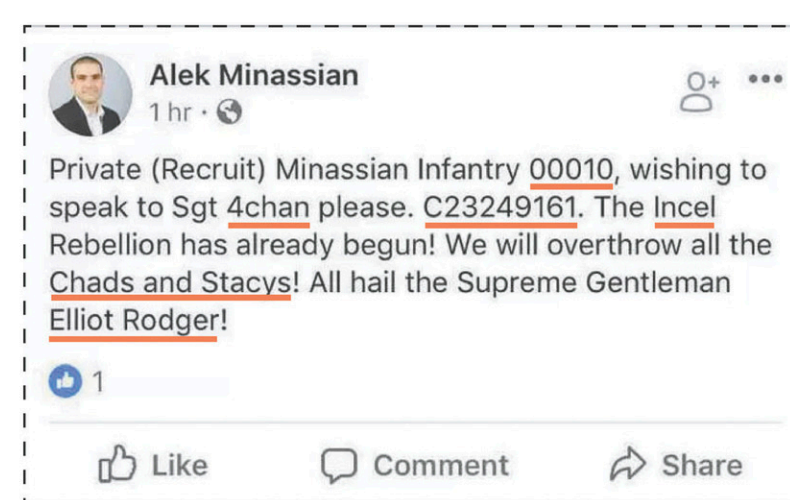 Alek Minassian
1 hr ·
Private (Recruit) Minassian Infantry 00010, wishing to
speak to Sgt 4chan please. C23249161. The Incel
Rebellion has already begun! We will overthrow all the
Chads and Stacys! All hail the Supreme Gentleman
Elliot Rodger!
1
Like Comment Share